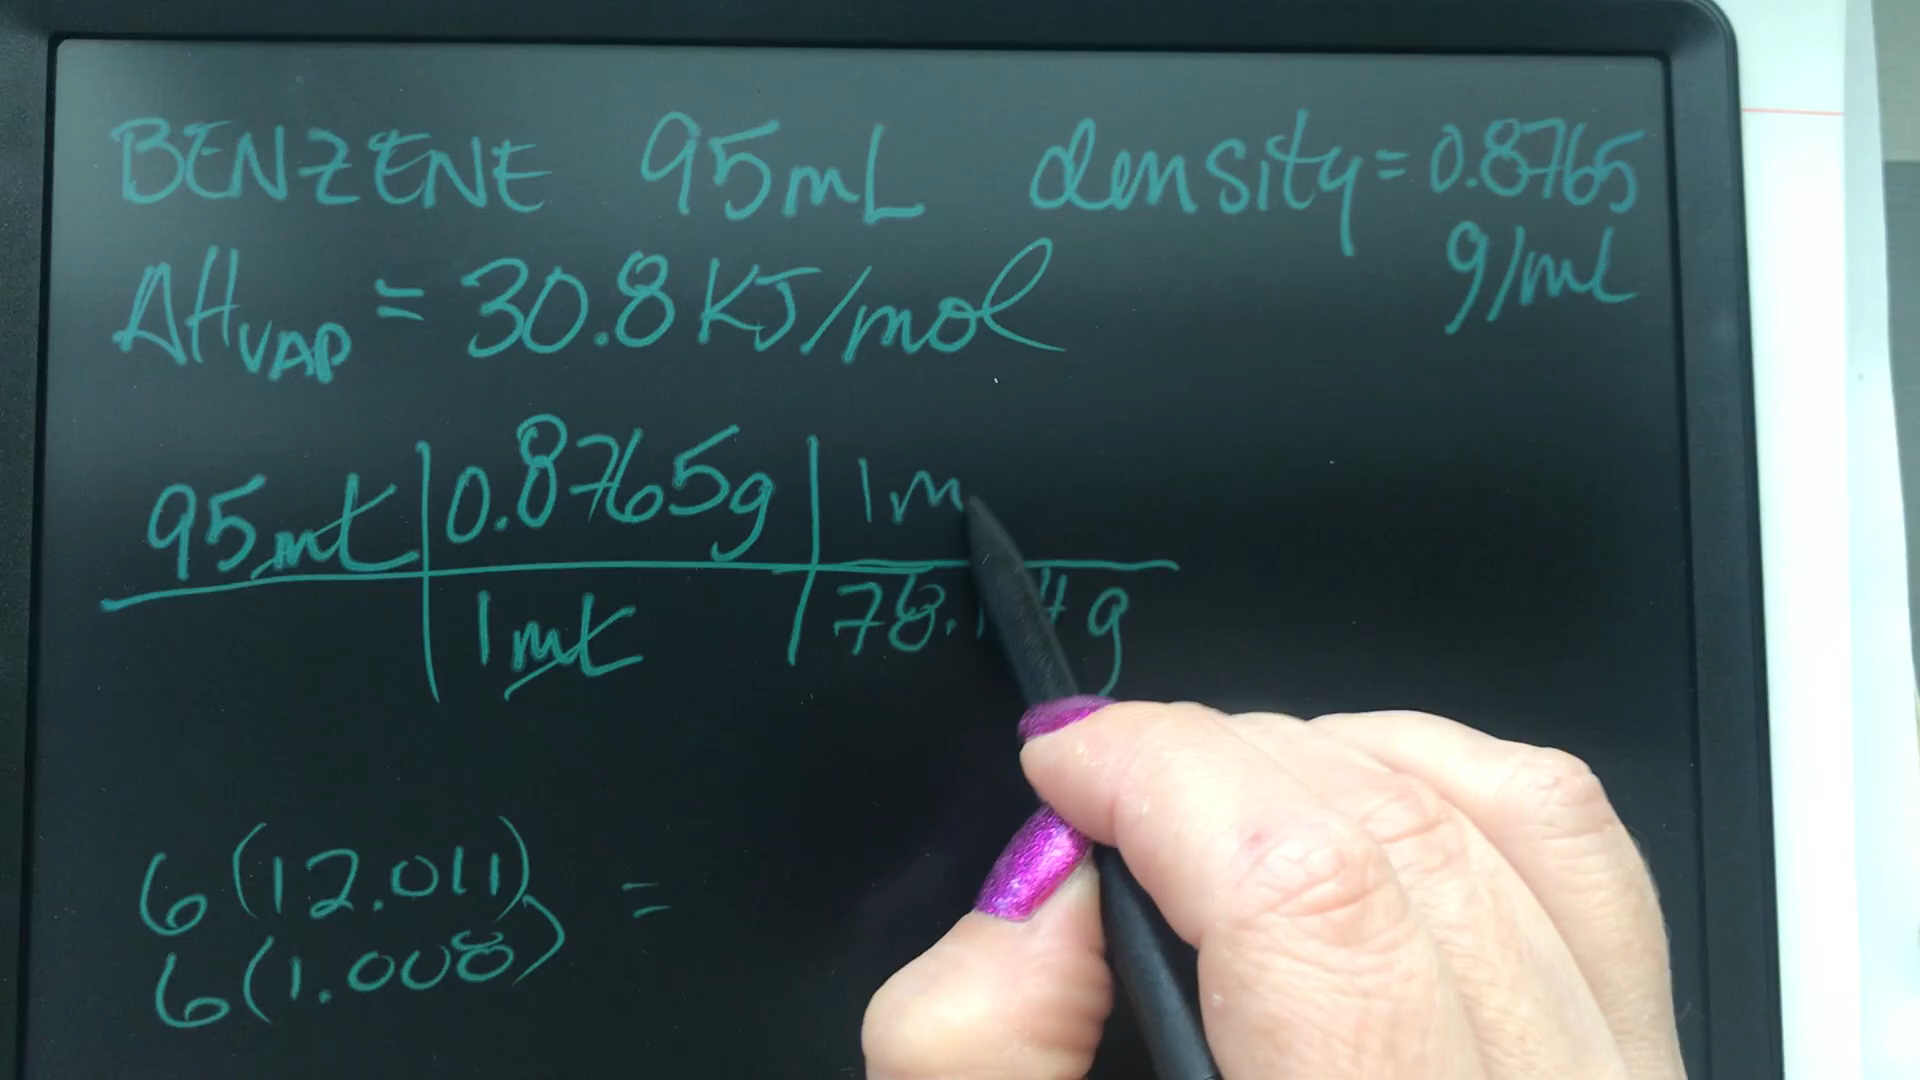 BENZENE 95mL density = 0.8765
g/mL
ΔHVAP = 30.8 KJ/mol
95mL 0.8765g 1m
1mL g
6(12.011)
6(1.008) =